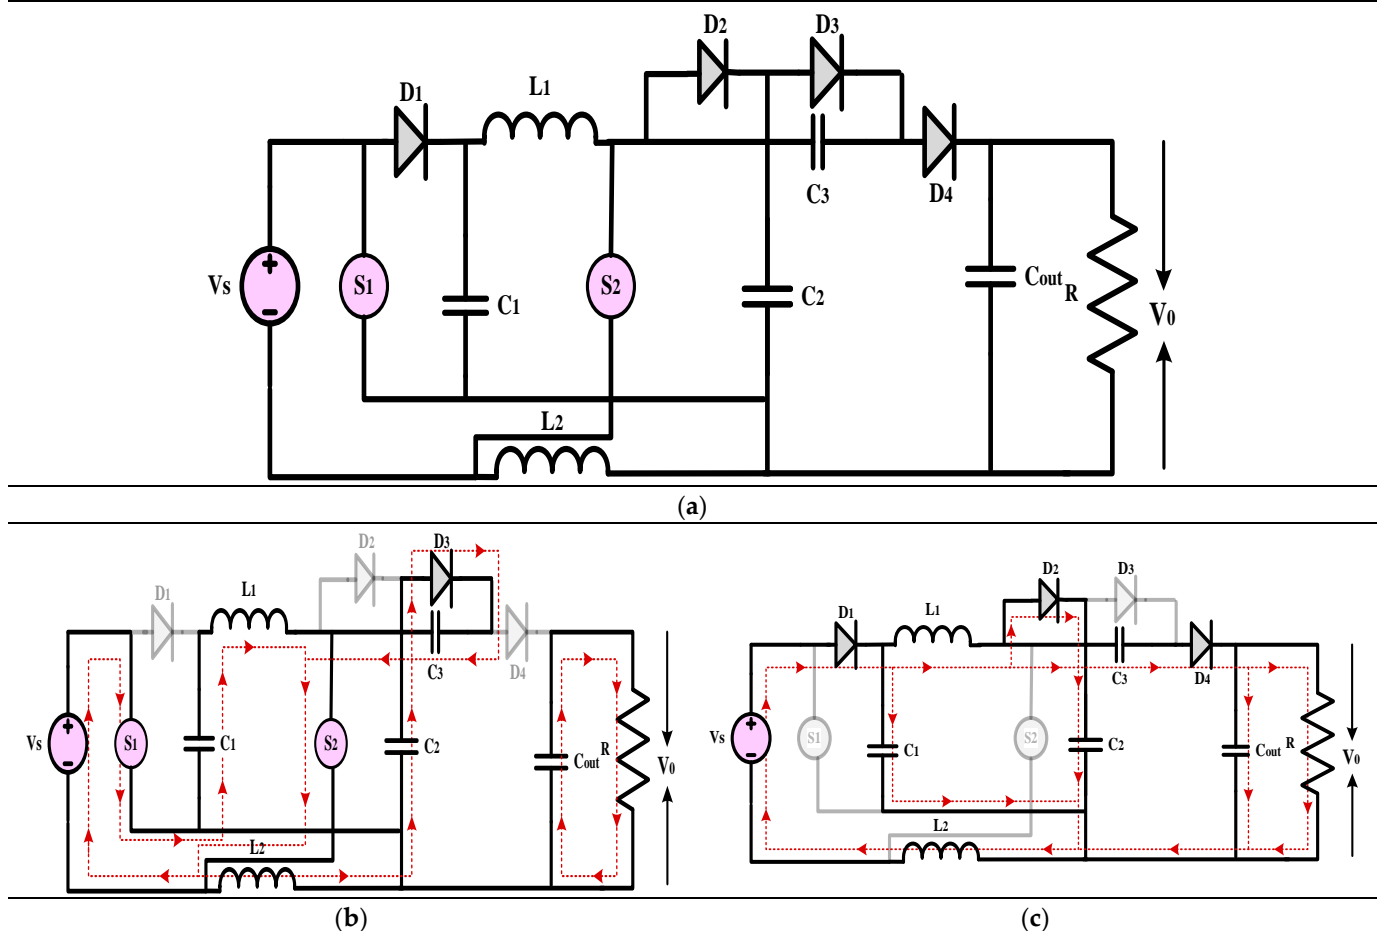 D2 D3
L1
D1
C3 D4
Vs + S1 C1 S2 C2 Cout R V0
L2
(a)
D2 D3
L1
D1
C3 D4
Vs + S1 C1 S2 C2 Cout R V0
L2
(b)
D2 D3
D1 L1
C3 D4
Vs + S1 C1 S2 C2 Cout R V0
L2
(c)